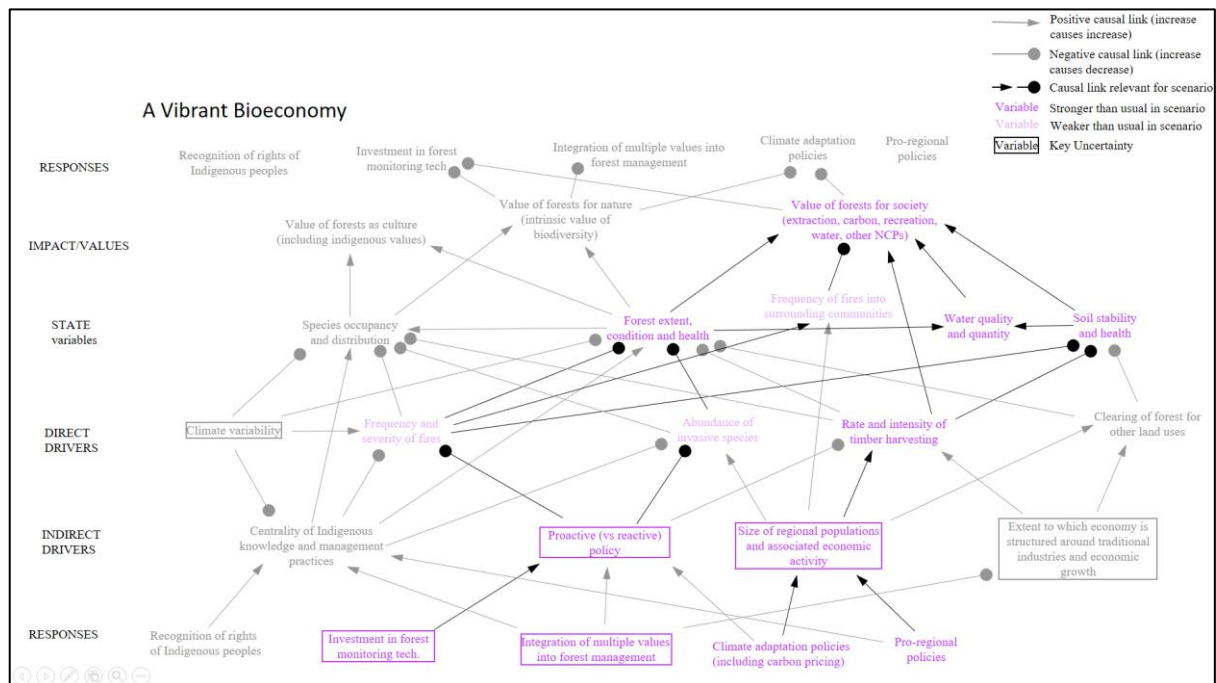 Positive causal link (increase
causes increase)
Negative causal link (increase
causes decrease)
Causal link relevant for scenario
Variable Stronger than usual in scenario
Variable Weaker than usual in scenario
Variable Key Uncertainty
A Vibrant Bioeconomy
RESPONSES
Recognition of rights of
Indigenous peoples
Investment in forest
monitoring tech.
Integration of multiple values into
forest management
Climate adaptation
policies
Pro-regional
policies
IMPACT/VALUES
Value of forests as culture
(including indigenous values)
Value of forests for nature
(intrinsic value of
biodiversity)
Value of forests for society
(extraction, carbon, recreation,
water, other NCPs)
STATE
variables
Species occupancy
and distribution
Forest extent,
condition and health
Frequency of fires into
surrounding communities
Water quality
and quantity
Soil stability
and health
DIRECT
DRIVERS
Climate variability
Frequency and
severity of fires
Abundance of
invasive species
Rate and intensity of
timber harvesting
Clearing of forest for
other land uses
INDIRECT
DRIVERS
Centrality of Indigenous
knowledge and management
practices
Proactive (vs reactive)
policy
Size of regional populations
and associated economic
activity
Extent to which economy is
structured around traditional
industries and economic
growth
RESPONSES
Recognition of rights
of Indigenous peoples
Investment in forest
monitoring tech.
Integration of multiple values
into forest management
Climate adaptation policies
(including carbon pricing)
Pro-regional
policies